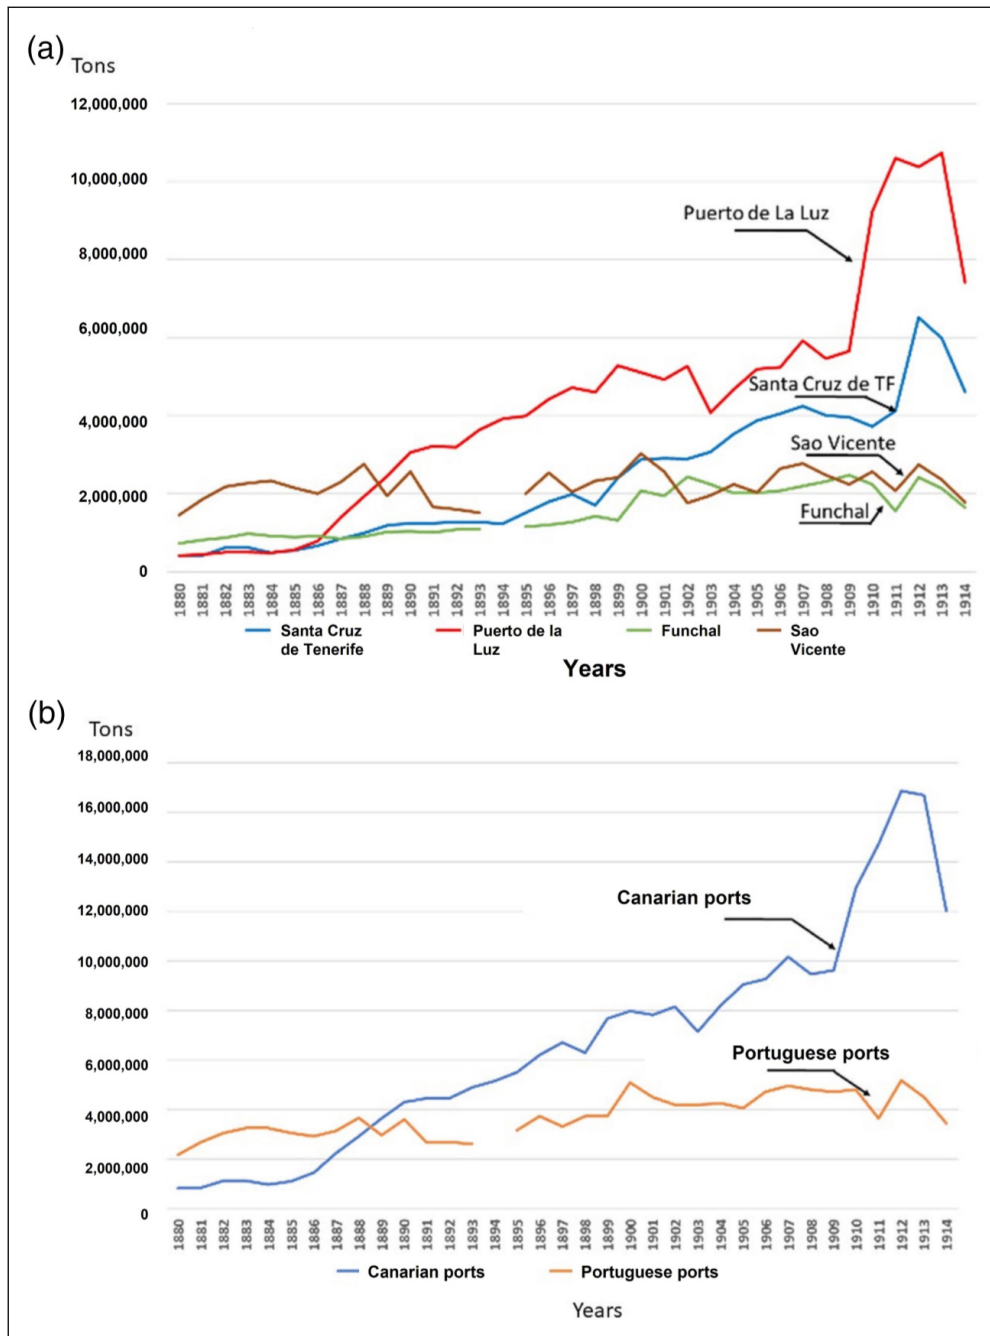 (a)
Tons
12,000,000
10,000,000
8,000,000
6,000,000
4,000,000
2,000,000
0
Puerto de La Luz
Santa Cruz de TF
Sao Vicente
Funchal
1880 1881 1882 1883 1884 1885 1886 1887 1888 1889 1890 1891 1892 1893 1894 1895 1896 1897 1898 1899 1900 1901 1902 1903 1904 1905 1906 1907 1908 1909 1910 1911 1912 1913 1914
Santa Cruz de Tenerife
Puerto de la Luz
Funchal
Sao Vicente
Years
(b)
Tons
18,000,000
16,000,000
14,000,000
12,000,000
10,000,000
8,000,000
6,000,000
4,000,000
2,000,000
0
Canarian ports
Portuguese ports
1880 1881 1882 1883 1884 1885 1886 1887 1888 1889 1890 1891 1892 1893 1894 1895 1896 1897 1898 1899 1900 1901 1902 1903 1904 1905 1906 1907 1908 1909 1910 1911 1912 1913 1914
Canarian ports
Portuguese ports
Years